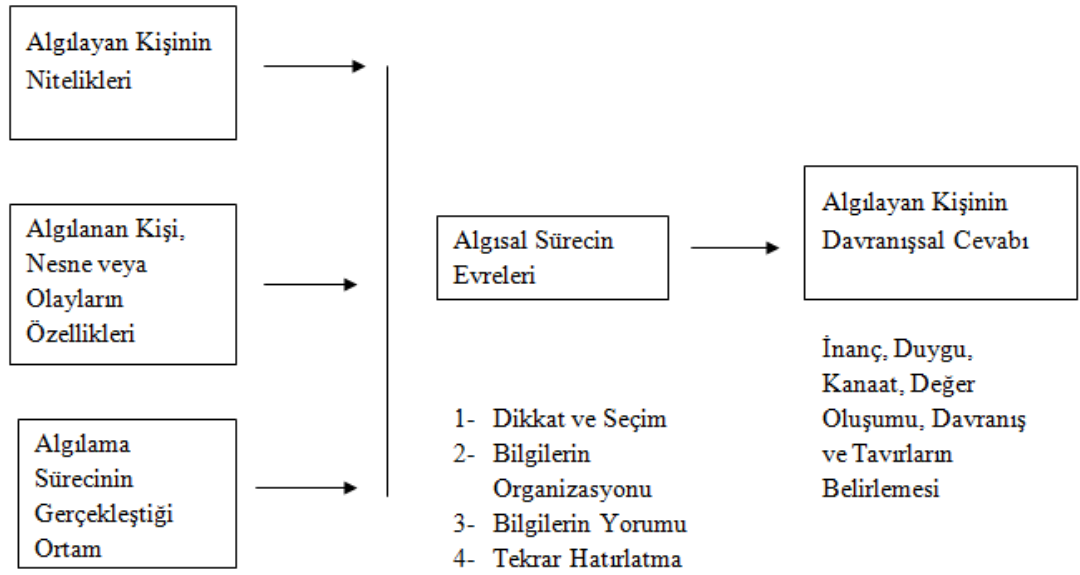 Algılayan Kişinin
Nitelikleri
Algılanan Kişi,
Nesne veya
Olayların
Özellikleri
Algılama
Sürecinin
Gerçekleştiği
Ortam
Algısal Sürecin
Evreleri
1- Dikkat ve Seçim
2- Bilgilerin
Organizasyonu
3- Bilgilerin Yorumu
4- Tekrar Hatırlatma
Algılayan Kişinin
Davranışsal Cevabı
İnanç, Duygu,
Kanaat, Değer
Oluşumu, Davranış
ve Tavırların
Belirlemesi